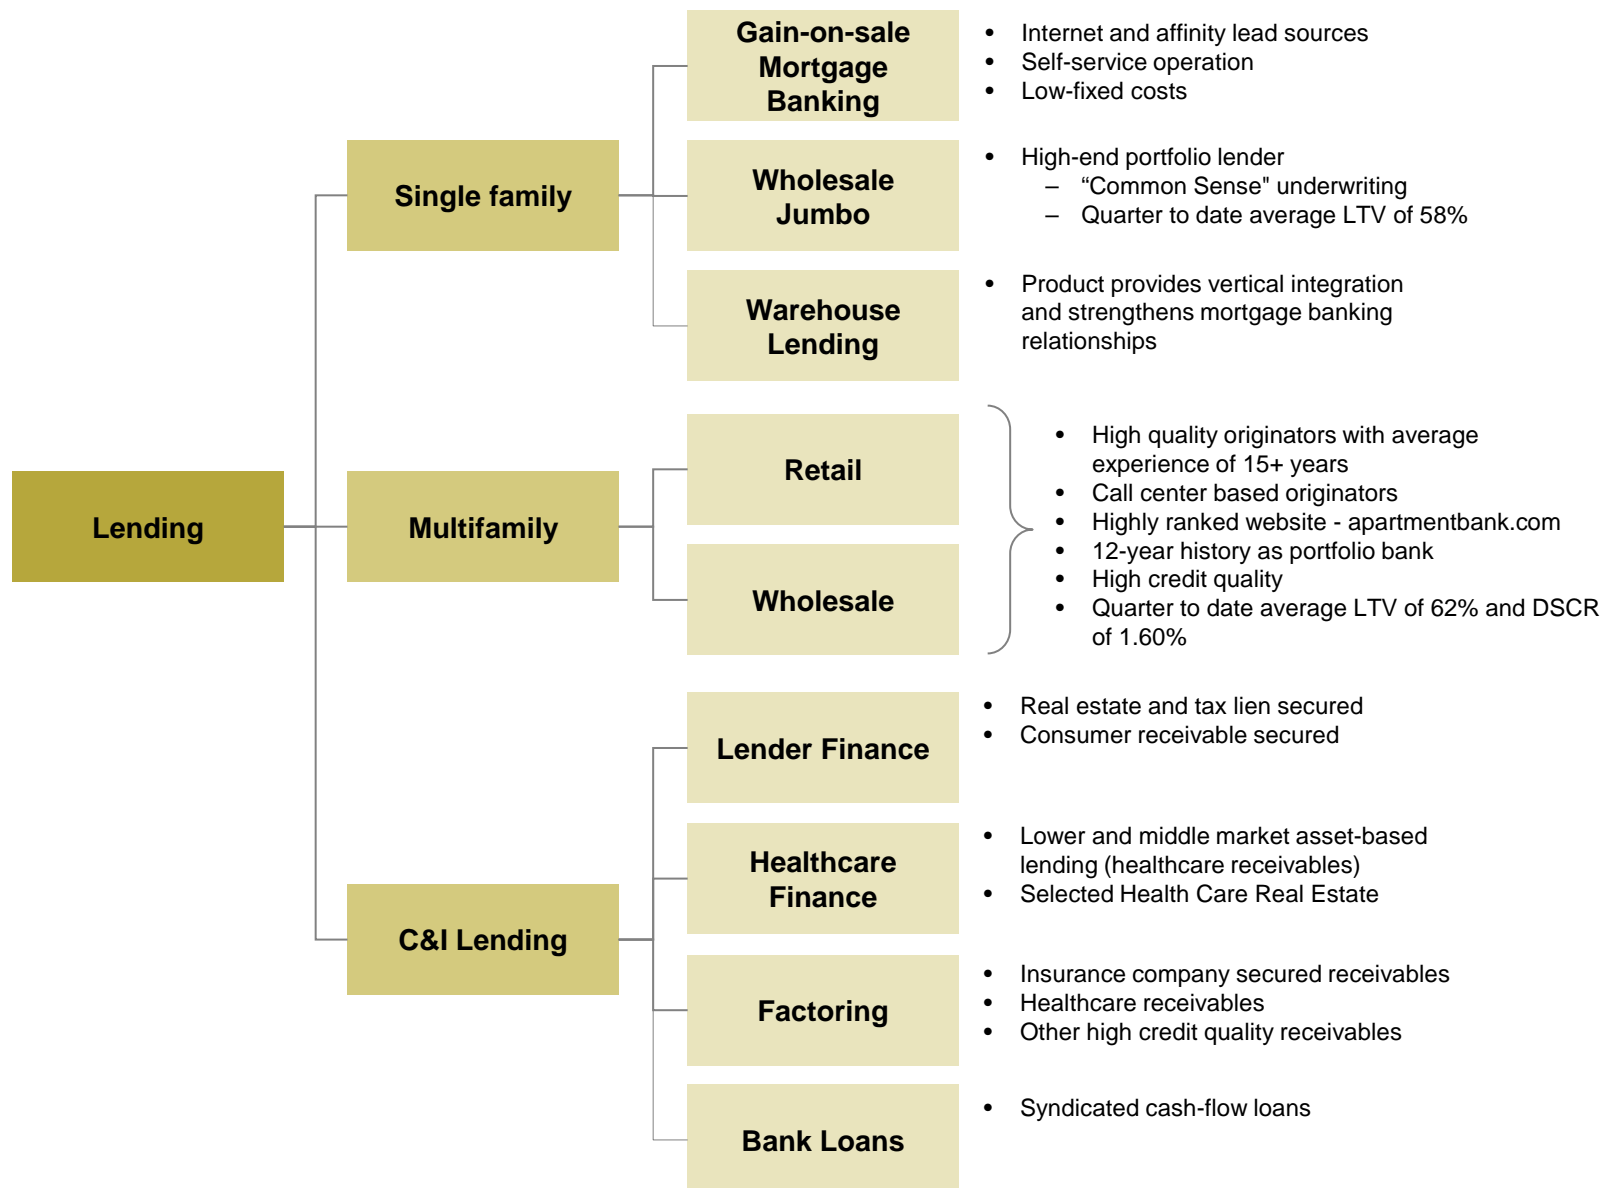 Gain-on-sale
Mortgage
Banking
• Internet and affinity lead sources
• Self-service operation
• Low-fixed costs
Single family
Wholesale
Jumbo
• High-end portfolio lender
– “Common Sense" underwriting
– Quarter to date average LTV of 58%
Warehouse
Lending
• Product provides vertical integration
and strengthens mortgage banking
relationships
Lending
Multifamily
Retail
Wholesale
• High quality originators with average
experience of 15+ years
• Call center based originators
• Highly ranked website - apartmentbank.com
• 12-year history as portfolio bank
• High credit quality
• Quarter to date average LTV of 62% and DSCR
of 1.60%
C&I Lending
Lender Finance
• Real estate and tax lien secured
• Consumer receivable secured
Healthcare
Finance
• Lower and middle market asset-based
lending (healthcare receivables)
• Selected Health Care Real Estate
Factoring
• Insurance company secured receivables
• Healthcare receivables
• Other high credit quality receivables
Bank Loans
• Syndicated cash-flow loans